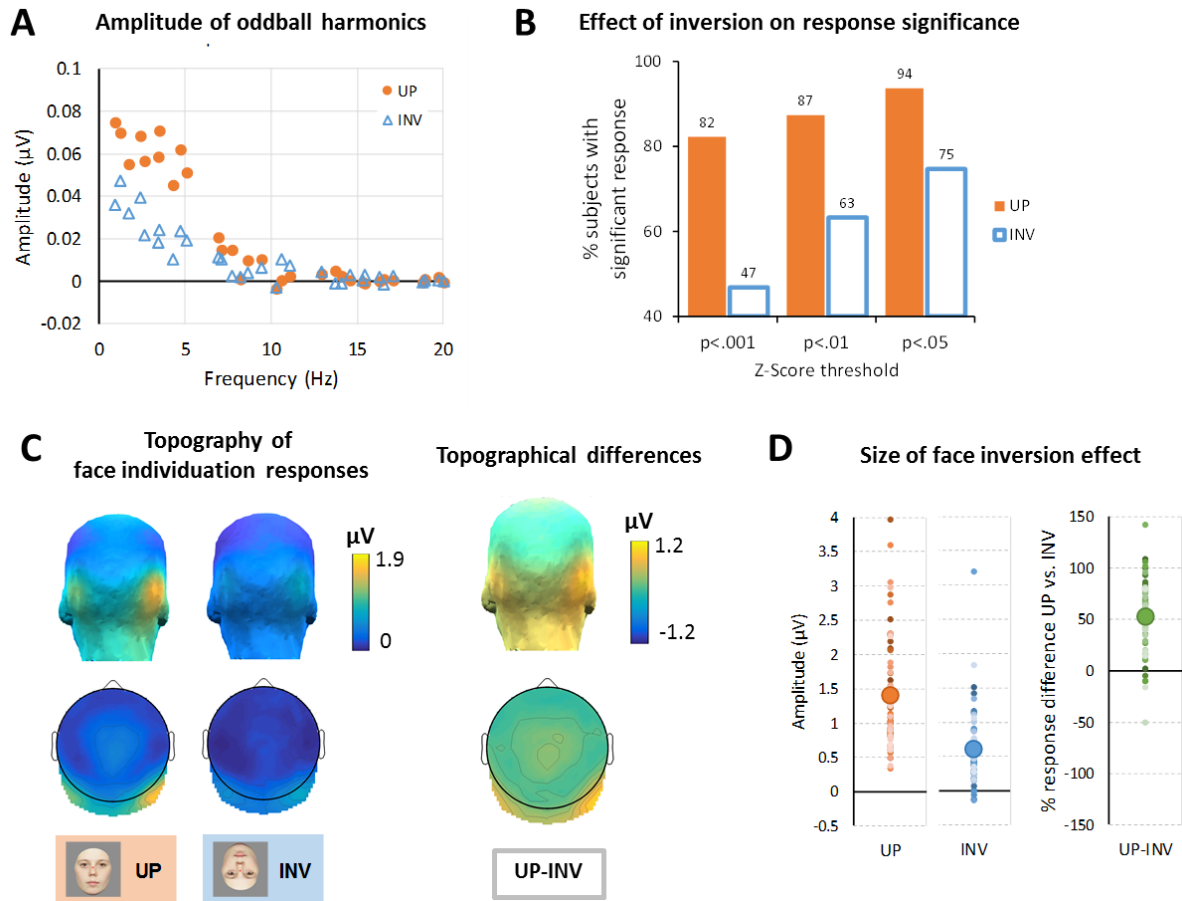 A
Amplitude of oddball harmonics
0.1
0.08
0.06
0.04
0.02
0
-0.02
Amplitude (µV)
UP
INV
0 5 10 15 20
Frequency (Hz)
B
Effect of inversion on response significance
100
80
60
40
% subjects with
significant response
82
47
87
63
94
75
UP
INV
p<.001 p<.01 p<.05
Z-Score threshold
C
Topography of
face individuation responses
µV
1.9
0
Topographical differences
µV
1.2
-1.2
UP
INV
UP-INV
D
Size of face inversion effect
4
3.5
3
2.5
2
1.5
1
0.5
0
-0.5
Amplitude (µV)
UP INV
150
100
50
0
-50
-100
-150
% response difference UP vs. INV
UP-INV